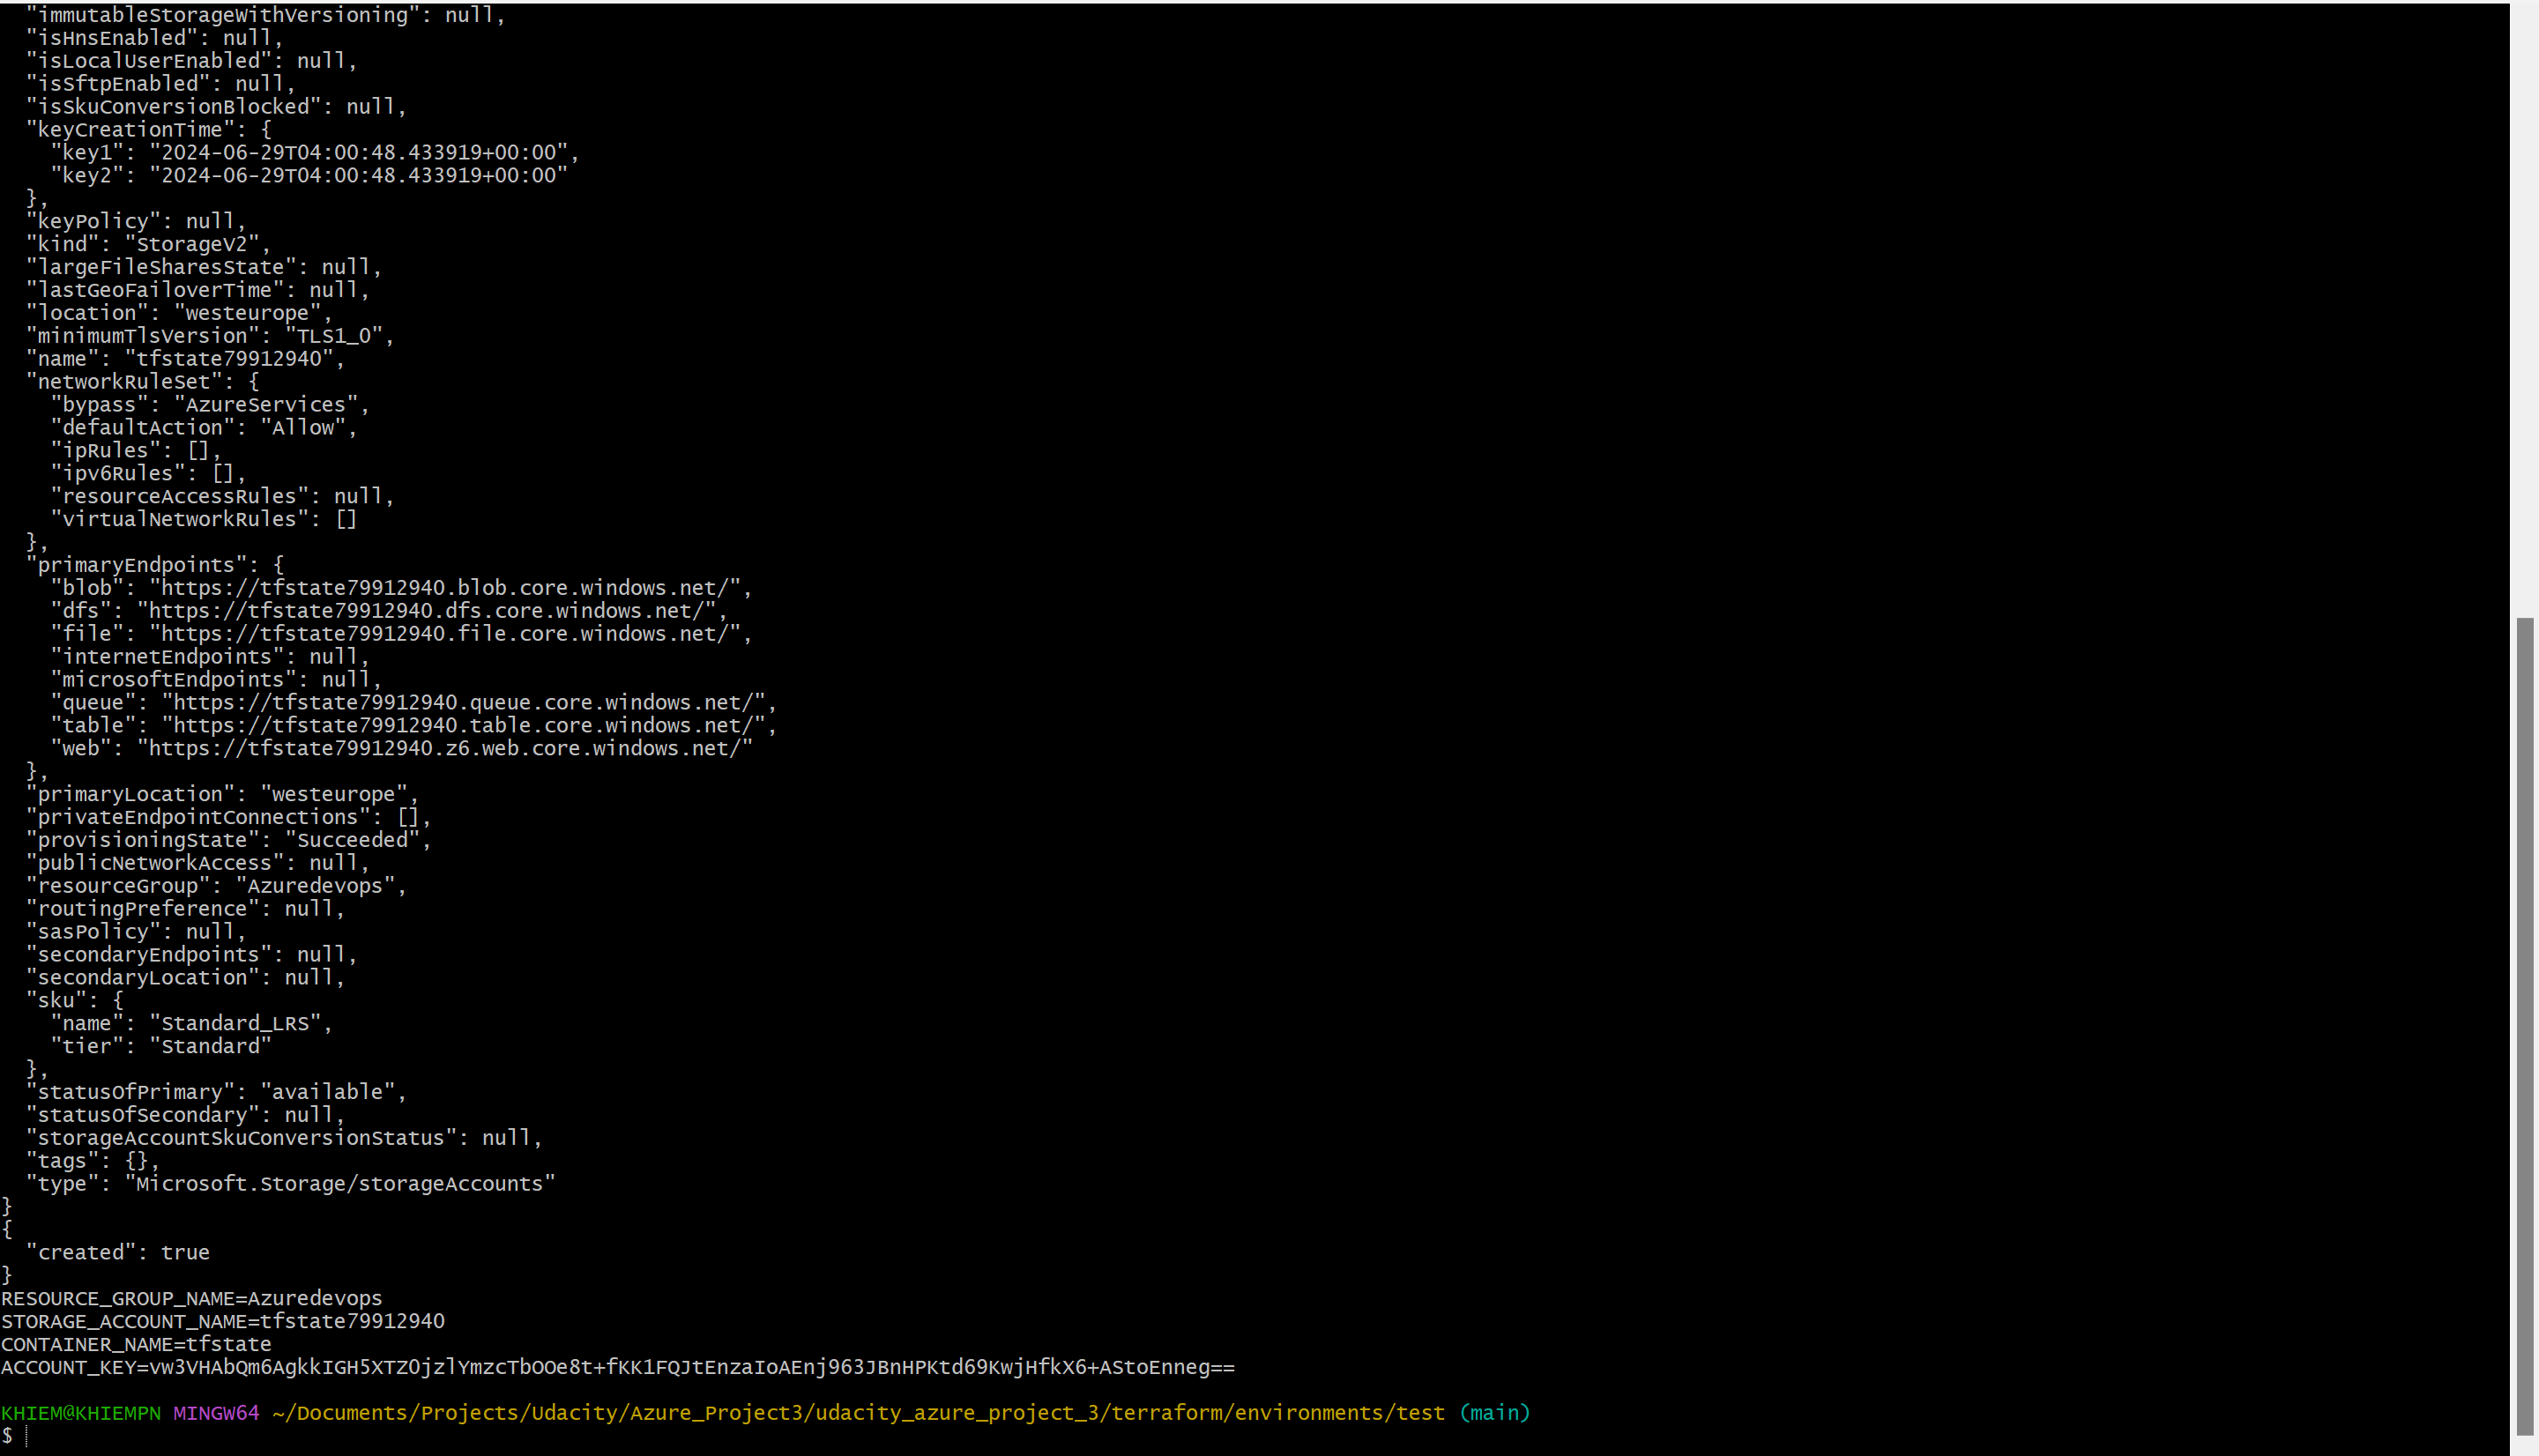 "immutableStorageWithVersioning": null,
"isHnsEnabled": null,
"isLocalUserEnabled": null,
"isSftpEnabled": null,
"isSkuConversionBlocked": null,
"keyCreationTime": {
"key1": "2024-06-29T04:00:48.433919+00:00",
"key2": "2024-06-29T04:00:48.433919+00:00"
},
"keyPolicy": null,
"kind": "StorageV2",
"largeFileSharesState": null,
"lastGeoFailoverTime": null,
"location": "westeurope",
"minimumTlsVersion": "TLS1_0",
"name": "tfstate79912940",
"networkRuleSet": {
"bypass": "AzureServices",
"defaultAction": "Allow",
"ipRules": [],
"ipv6Rules": [],
"resourceAccessRules": null,
"virtualNetworkRules": []
},
"primaryEndpoints": {
"blob": "https://tfstate79912940.blob.core.windows.net/",
"dfs": "https://tfstate79912940.dfs.core.windows.net/",
"file": "https://tfstate79912940.file.core.windows.net/",
"internetEndpoints": null,
"microsoftEndpoints": null,
"queue": "https://tfstate79912940.queue.core.windows.net/",
"table": "https://tfstate79912940.table.core.windows.net/",
"web": "https://tfstate79912940.z6.web.core.windows.net/"
},
"primaryLocation": "westeurope",
"privateEndpointConnections": [],
"provisioningState": "Succeeded",
"publicNetworkAccess": null,
"resourceGroup": "Azuredevops",
"routingPreference": null,
"sasPolicy": null,
"secondaryEndpoints": null,
"secondaryLocation": null,
"sku": {
"name": "Standard_LRS",
"tier": "Standard"
},
"statusOfPrimary": "available",
"statusOfSecondary": null,
"storageAccountSkuConversionStatus": null,
"tags": {},
"type": "Microsoft.Storage/storageAccounts"
}
{
"created": true
}
RESOURCE_GROUP_NAME=Azuredevops
STORAGE_ACCOUNT_NAME=tfstate79912940
CONTAINER_NAME=tfstate
ACCOUNT_KEY=vw3VHAbQm6AgkkIGH5XTZOjzlYmzcTbOOe8t+fKK1FQJtEnzaIoAEnj963JBnHPKtd69KwjHfkX6+AStoEnneg==
KHIEM@KHIEMPN MINGW64 ~/Documents/Projects/Udacity/Azure_Project3/udacity_azure_project_3/terraform/environments/test (main)
$